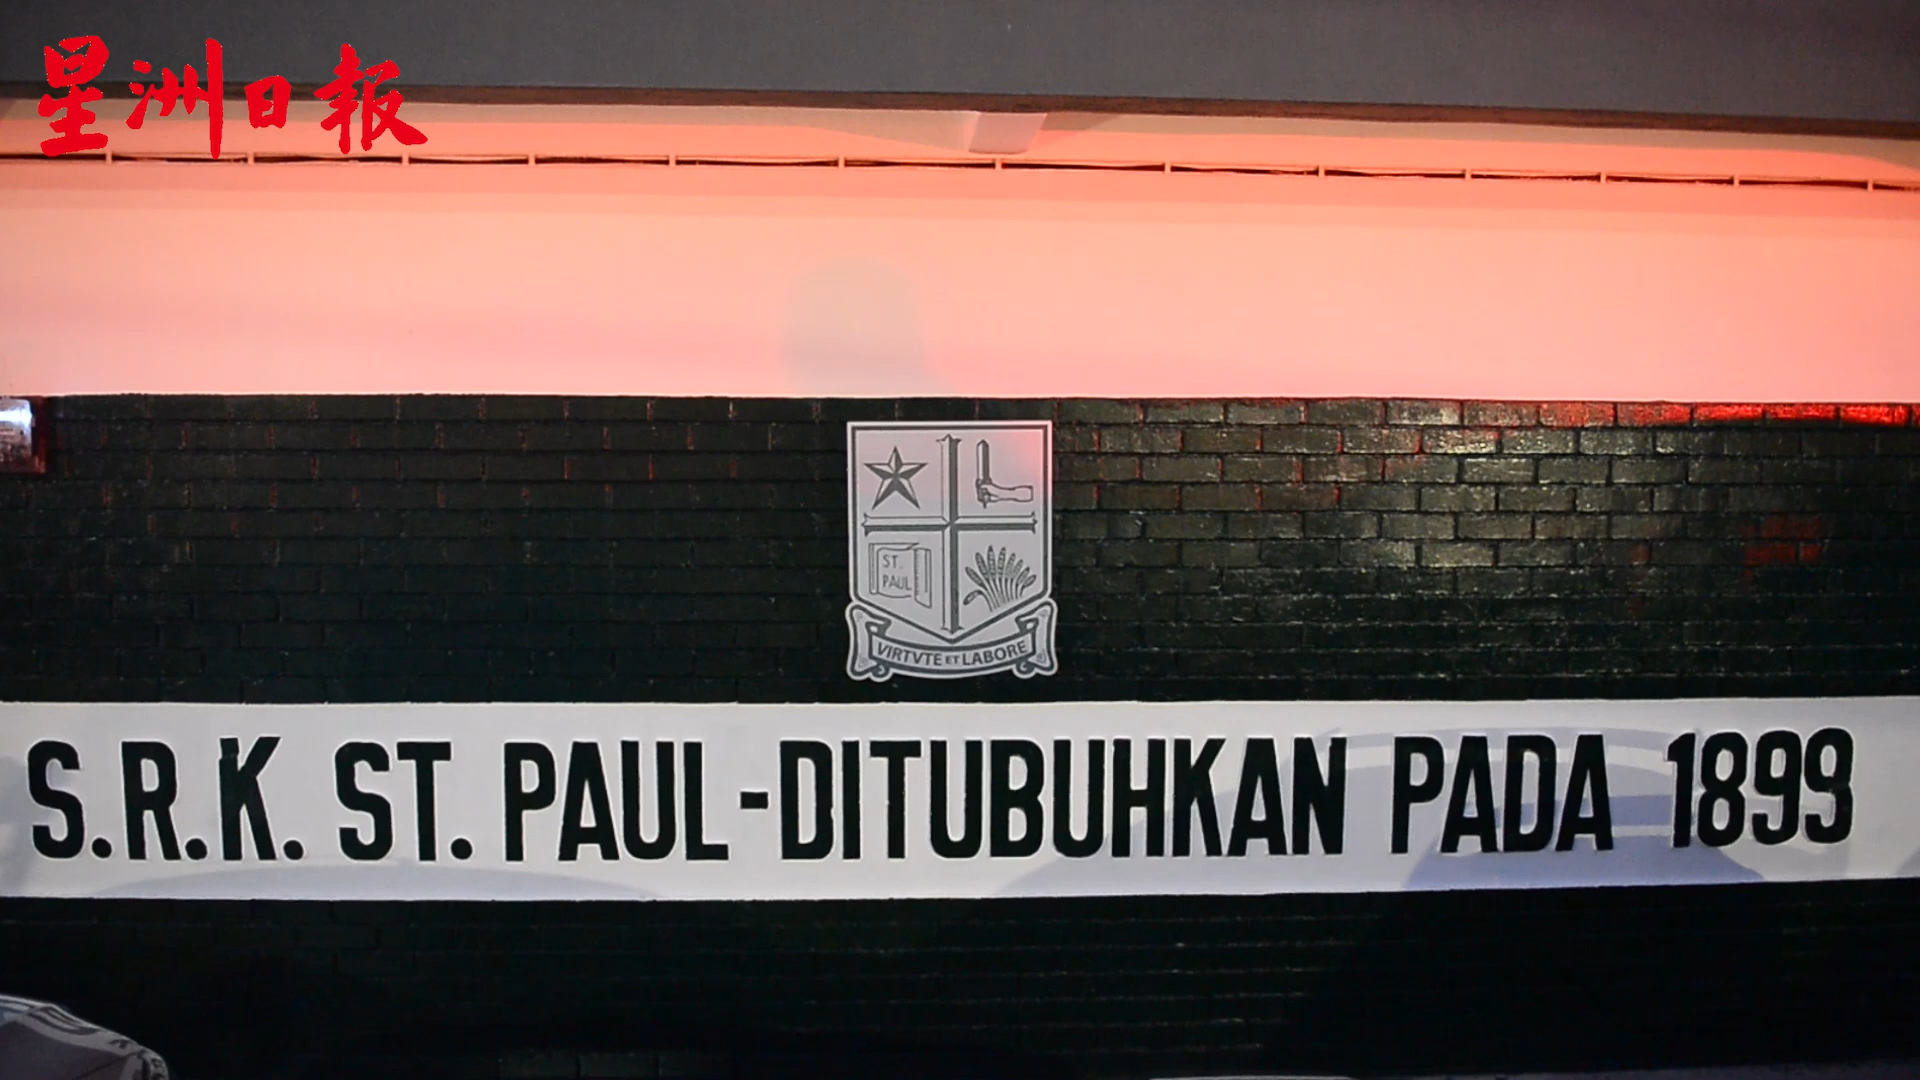 星洲日報
ST.
PAUL
VIRTVTE ET LABORE
S.R.K. ST. PAUL-DITUBUHKAN PADA 1899